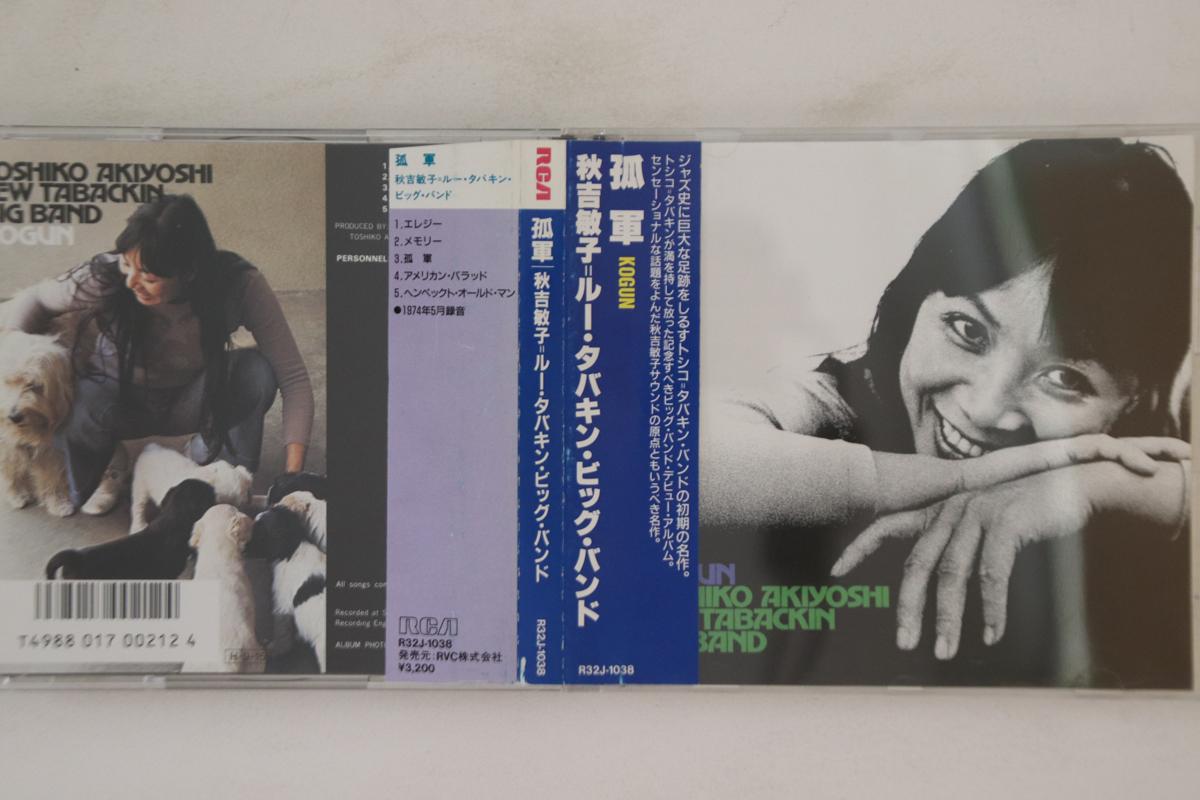 OSHIKO AKIYOSHI
EW TABACKIN
IG BAND
OGUN
1
2
3
4
5
PRODUCED BY:
TOSHIKO A
PERSONNEL
All songs
Recorded at
Recording Eng
ALBUM PHOTO
T4988 017 00212 4
孤 軍
秋吉敏子=ルー・タバキン・
ビッグ・バンド
1.エレジー
2.メモリー
3.孤 軍
4.アメリカン・バラッド
5.ヘンペックト・オールド・マン
●1974年5月録音
RCA
R32J-1038
発売元:RVC株式会社
¥3,200
RCA
孤軍/秋吉敏子=ルー・タバキン・ビッグ・バンド
R32J-1038
ジャズ史に巨大な足跡をしるすトシコ=タバキン・バンドの初期の名作。
トシコ=タバキンが満を持して放った記念すべきビッグ・バンド・デビュー・アルバム。
センセーショナルな話題をよんだ秋吉敏子サウンドの原点ともいうべき名作。
孤 軍 KOGUN
秋吉敏子=ルー・タバキン・ビッグ・バンド
R32J-1038
UN
HIKO AKIYOSHI
TABACKIN
BAND